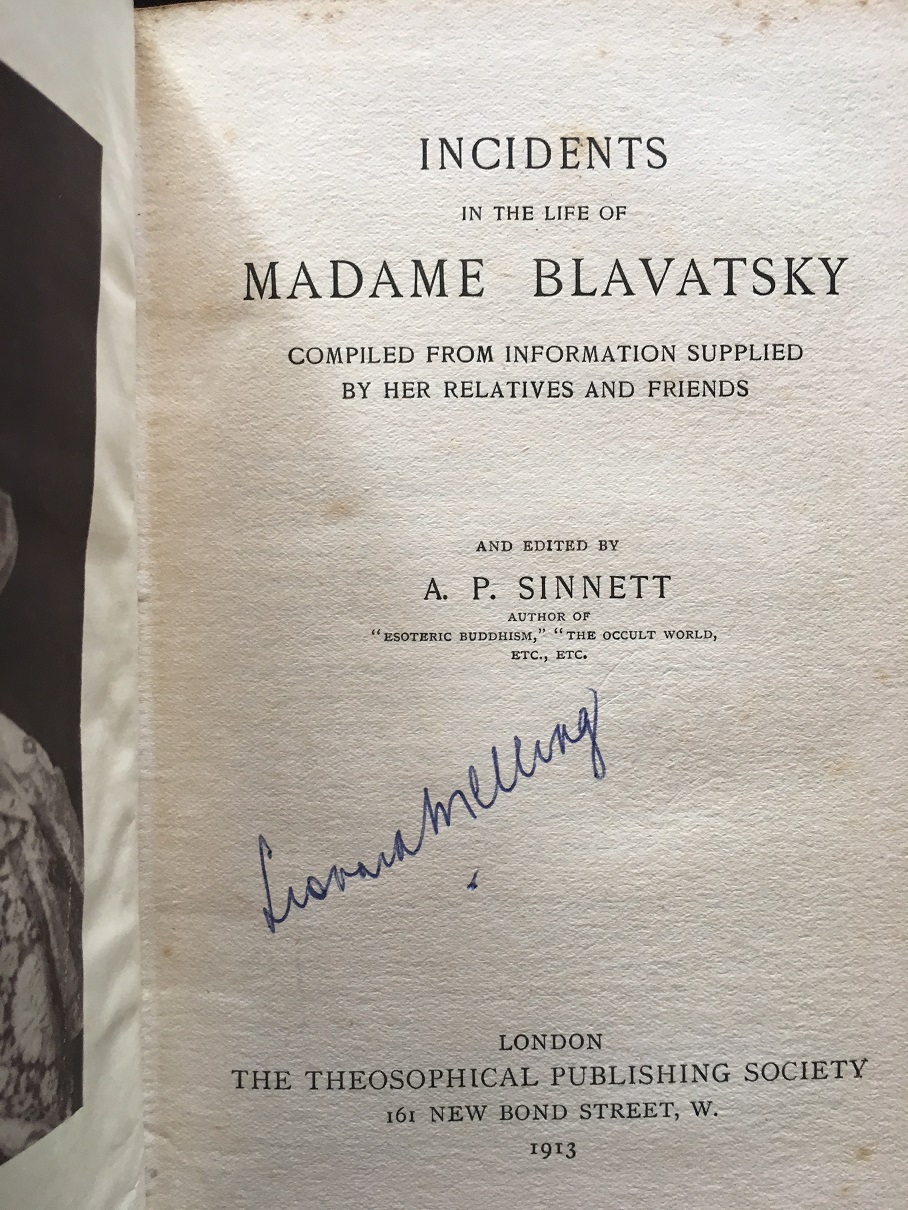 INCIDENTS
IN THE LIFE OF
MADAME BLAVATSKY
COMPILED FROM INFORMATION SUPPLIED
BY HER RELATIVES AND FRIENDS
AND EDITED BY
A. P. SINNETT
AUTHOR OF
“ESOTERIC BUDDHISM,” “THE OCCULT WORLD,
ETC., ETC.
Leonard Melling
LONDON
THE THEOSOPHICAL PUBLISHING SOCIETY
161 NEW BOND STREET, W.
1913